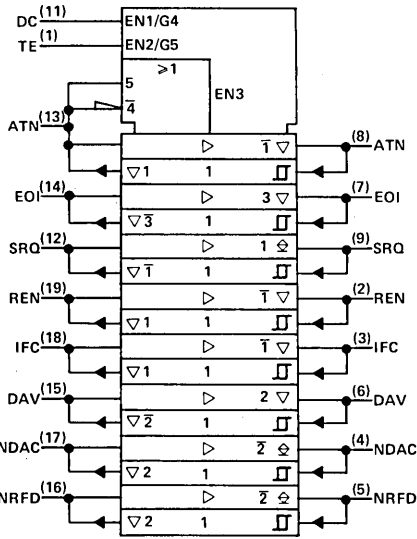 DC (11) EN1/G4
TE (1) EN2/G5
≥1
5 EN3
4̅
ATN (13)
▷ 1̅ ▽ (8) ATN
▽1 1
EOI (14) ▷ 3 ▽ (7) EOI
▽3̅ 1
SRQ (12) ▷ 1 ⎒ (9) SRQ
▽1̅ 1
REN (19) ▷ 1̅ ▽ (2) REN
▽1 1
IFC (18) ▷ 1̅ ▽ (3) IFC
▽1 1
DAV (15) ▷ 2 ▽ (6) DAV
▽2̅ 1
NDAC (17) ▷ 2̅ ⎒ (4) NDAC
▽2 1
NRFD (16) ▷ 2̅ ⎒ (5) NRFD
▽2 1